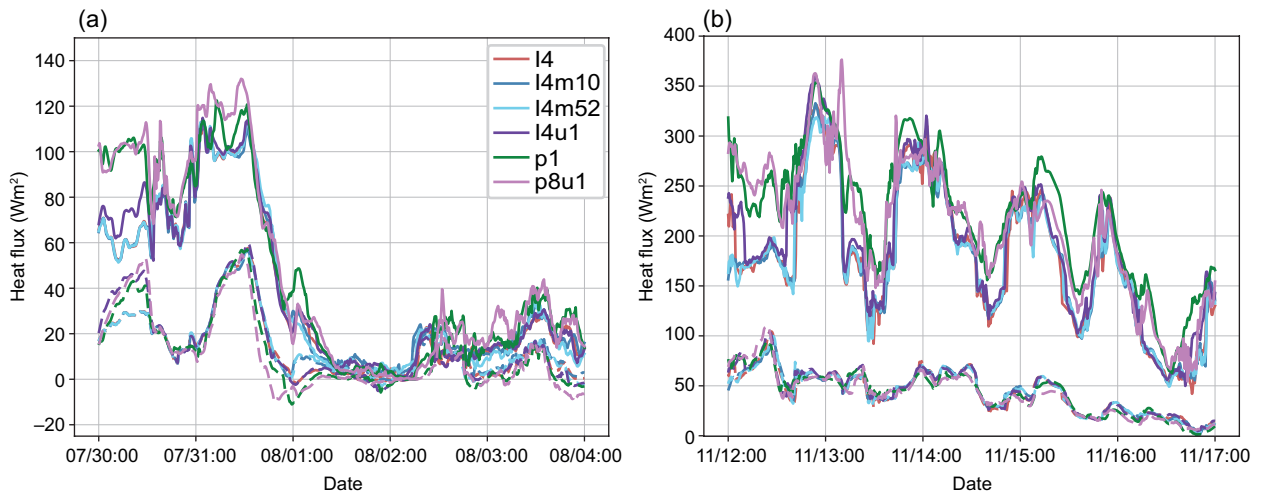 (a)
140
120
100
80
60
40
20
0
–20
Heat flux (Wm²)
07/30:00
07/31:00
08/01:00
08/02:00
08/03:00
08/04:00
Date
l4
l4m10
l4m52
l4u1
p1
p8u1
(b)
400
350
300
250
200
150
100
50
0
Heat flux (Wm²)
11/12:00
11/13:00
11/14:00
11/15:00
11/16:00
11/17:00
Date